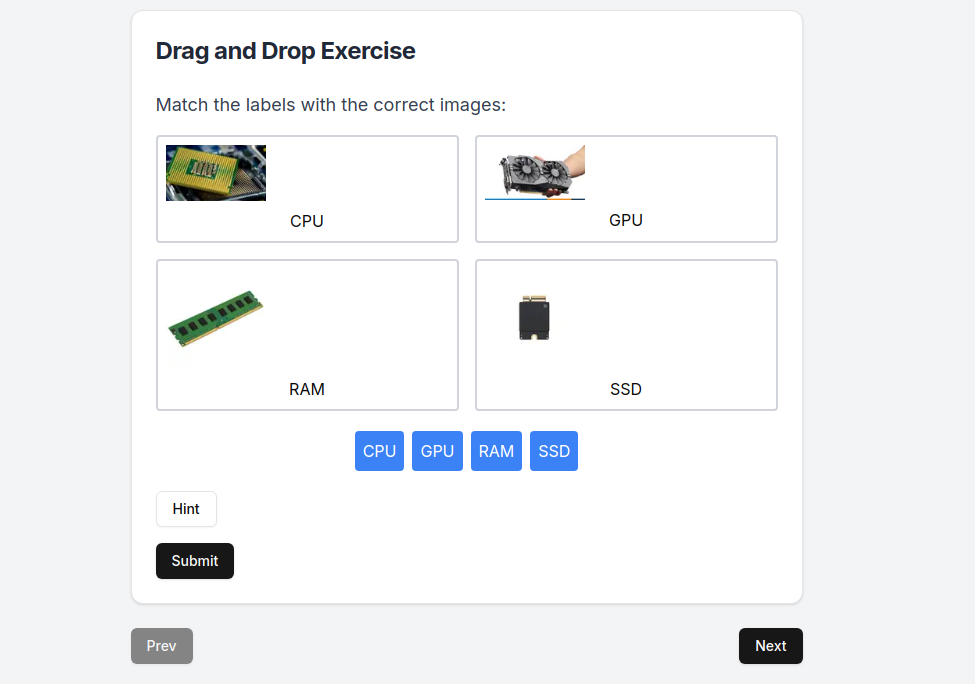 Drag and Drop Exercise
Match the labels with the correct images:
CPU
GPU
RAM
SSD
CPU GPU RAM SSD
Hint
Submit
Prev Next